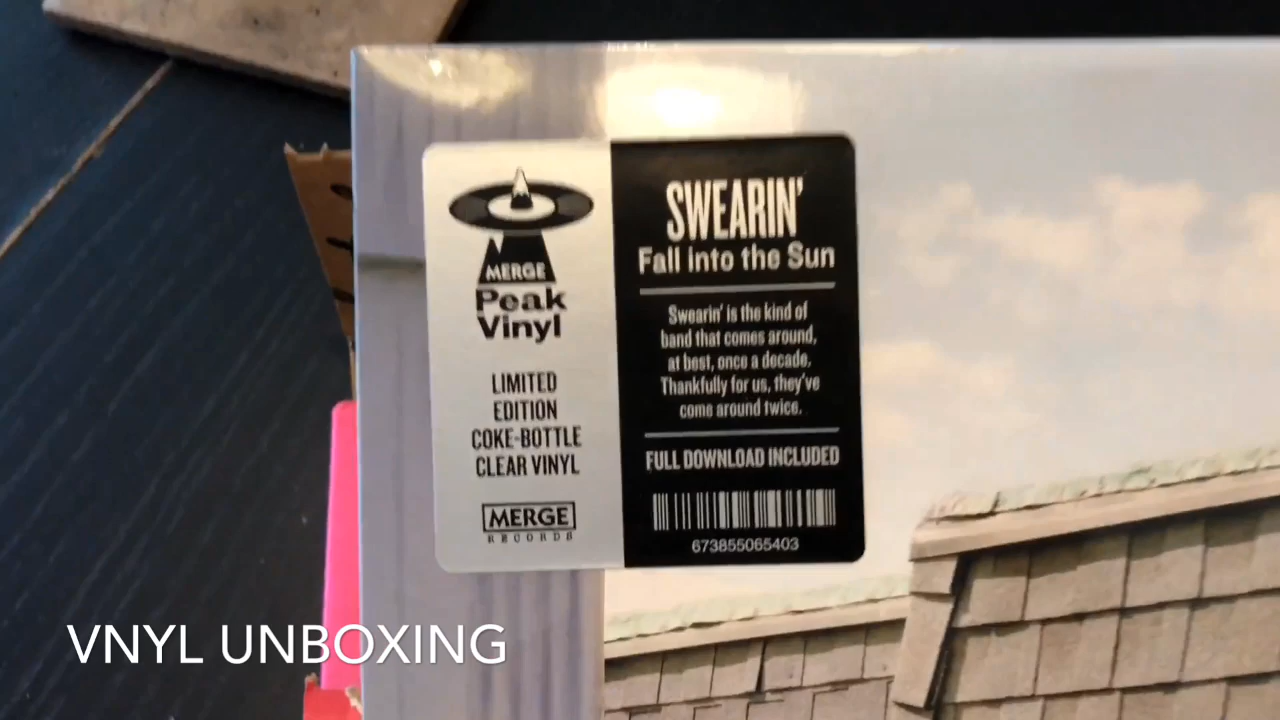 MERGE
Peak
Vinyl
LIMITED
EDITION
COKE-BOTTLE
CLEAR VINYL
MERGE
RECORDS
SWEARIN'
Fall into the Sun
Swearin' is the kind of
band that comes around,
at best, once a decade.
Thankfully for us, they've
come around twice.
FULL DOWNLOAD INCLUDED
673855065403
VNYL UNBOXING